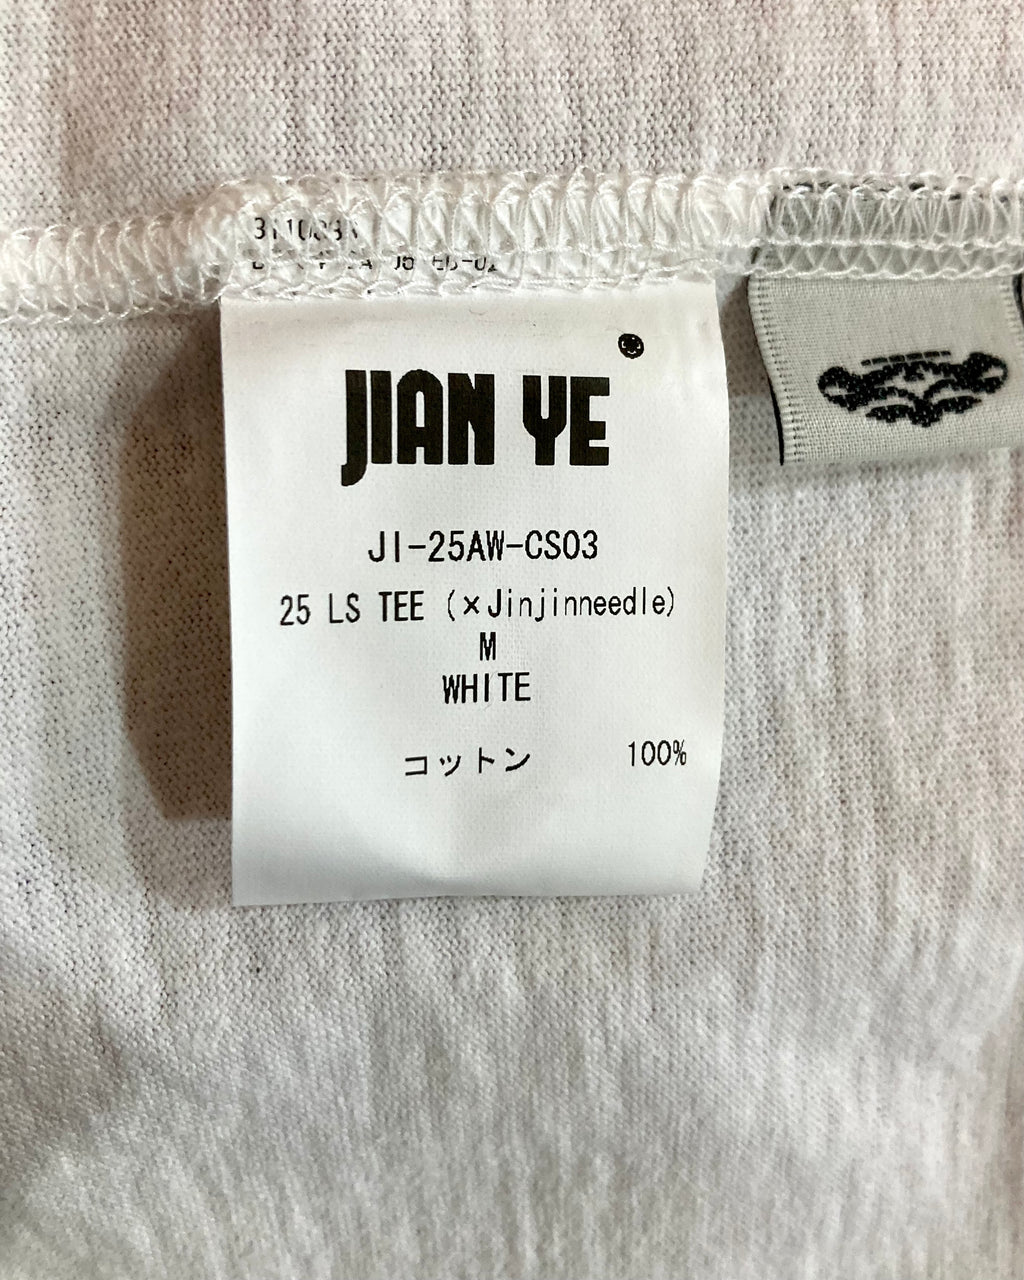 JIAN YE
JI-25AW-CS03
25 LS TEE (×Jinjinneedle)
M
WHITE
コットン 100%